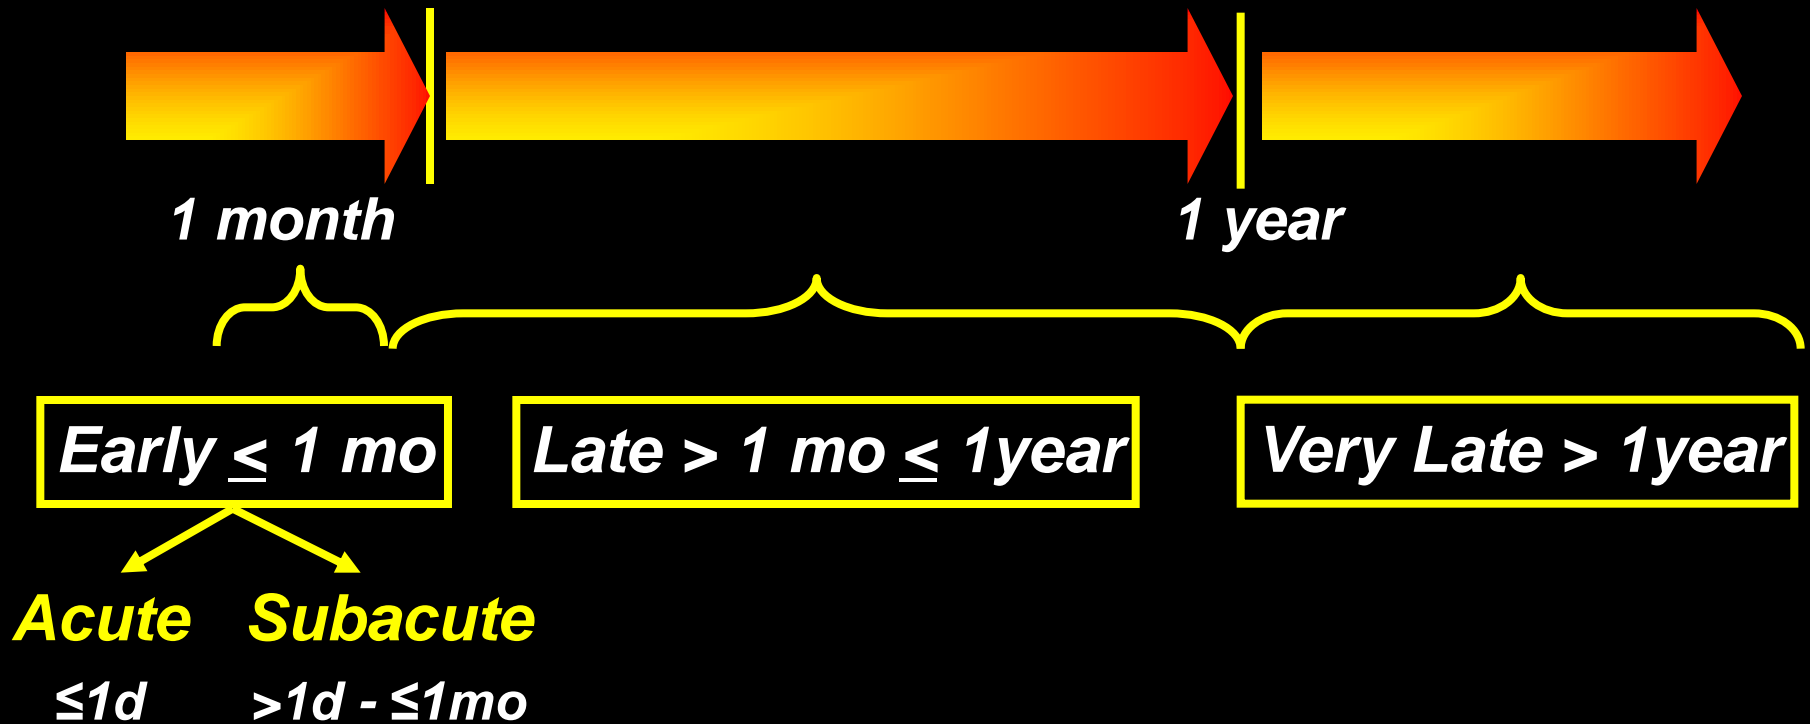 1 month
1 year
Early ≤ 1 mo
Late > 1 mo ≤ 1year
Very Late > 1year
Acute
Subacute
≤1d
>1d - ≤1mo